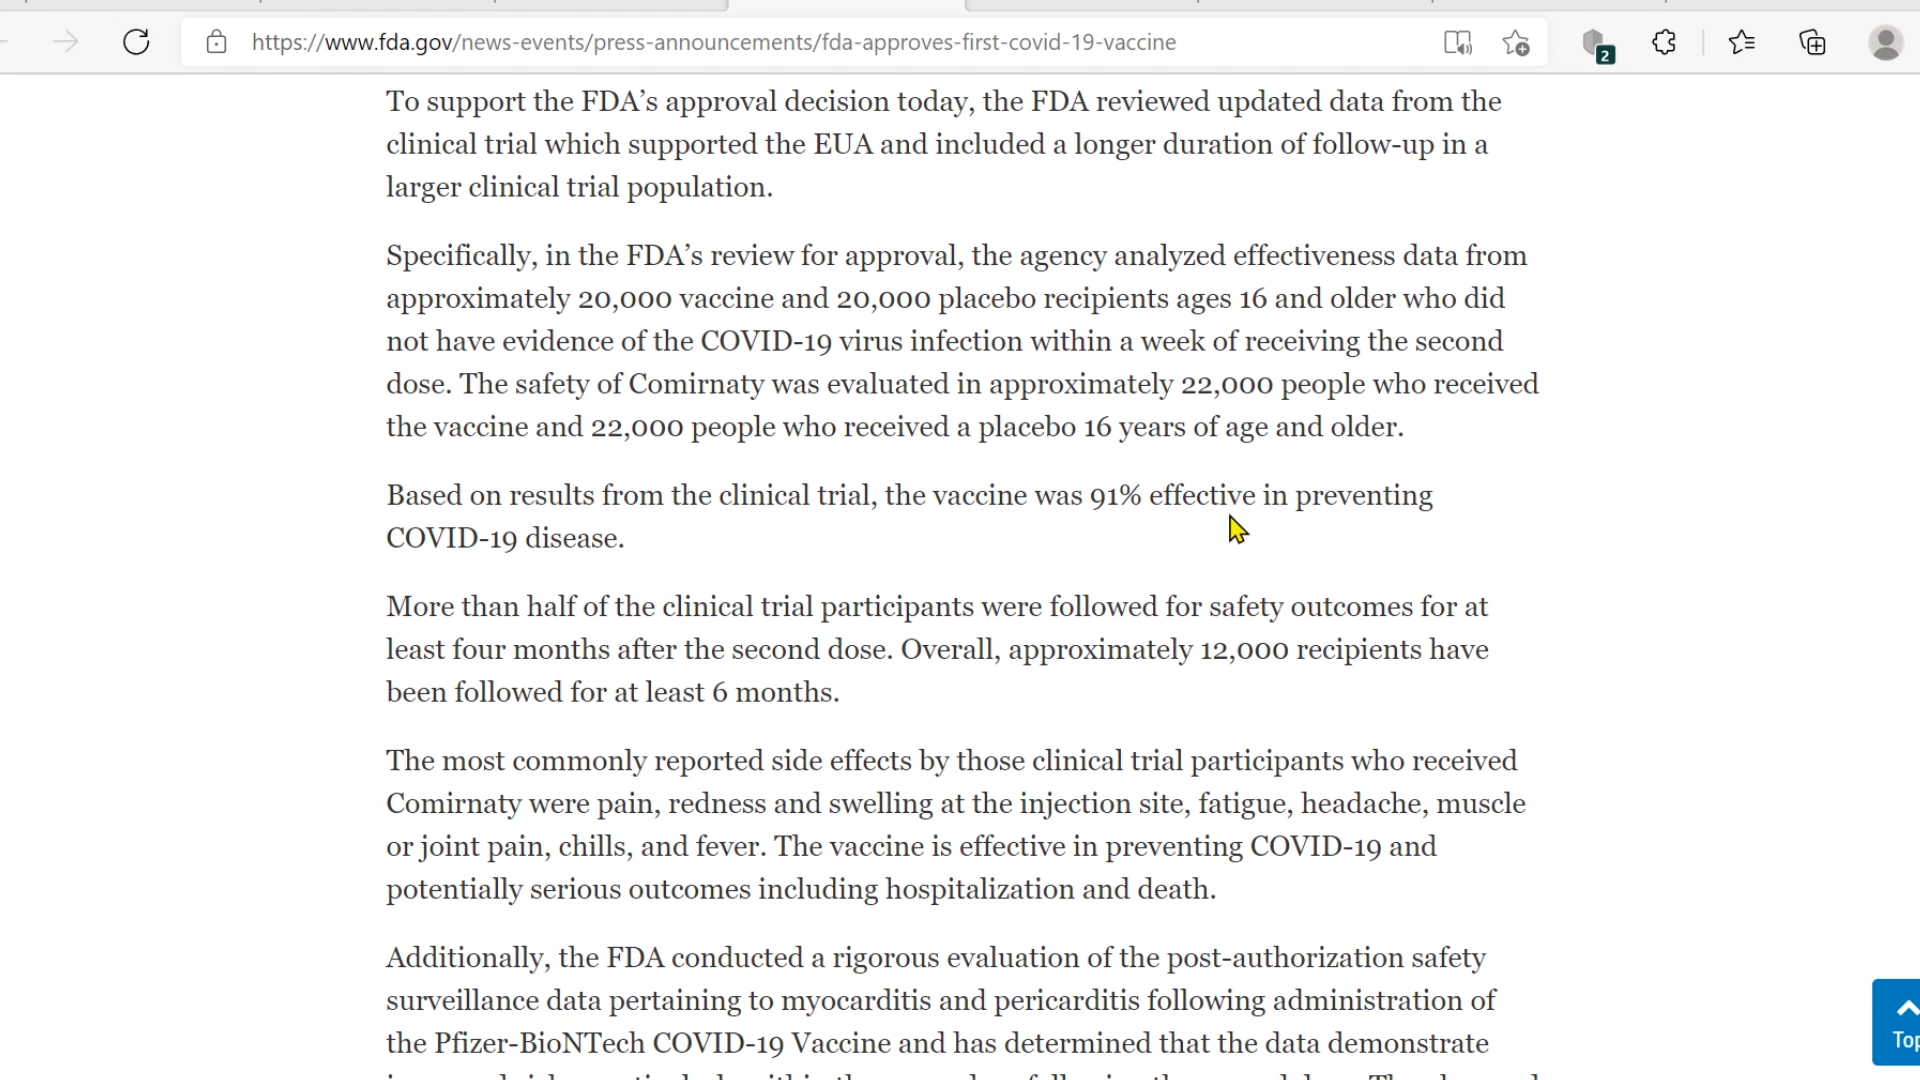 https://www.fda.gov/news-events/press-announcements/fda-approves-first-covid-19-vaccine
2
To support the FDA’s approval decision today, the FDA reviewed updated data from the
clinical trial which supported the EUA and included a longer duration of follow-up in a
larger clinical trial population.
Specifically, in the FDA’s review for approval, the agency analyzed effectiveness data from
approximately 20,000 vaccine and 20,000 placebo recipients ages 16 and older who did
not have evidence of the COVID-19 virus infection within a week of receiving the second
dose. The safety of Comirnaty was evaluated in approximately 22,000 people who received
the vaccine and 22,000 people who received a placebo 16 years of age and older.
Based on results from the clinical trial, the vaccine was 91% effective in preventing
COVID-19 disease.
More than half of the clinical trial participants were followed for safety outcomes for at
least four months after the second dose. Overall, approximately 12,000 recipients have
been followed for at least 6 months.
The most commonly reported side effects by those clinical trial participants who received
Comirnaty were pain, redness and swelling at the injection site, fatigue, headache, muscle
or joint pain, chills, and fever. The vaccine is effective in preventing COVID-19 and
potentially serious outcomes including hospitalization and death.
Additionally, the FDA conducted a rigorous evaluation of the post-authorization safety
surveillance data pertaining to myocarditis and pericarditis following administration of
the Pfizer-BioNTech COVID-19 Vaccine and has determined that the data demonstrate
Top